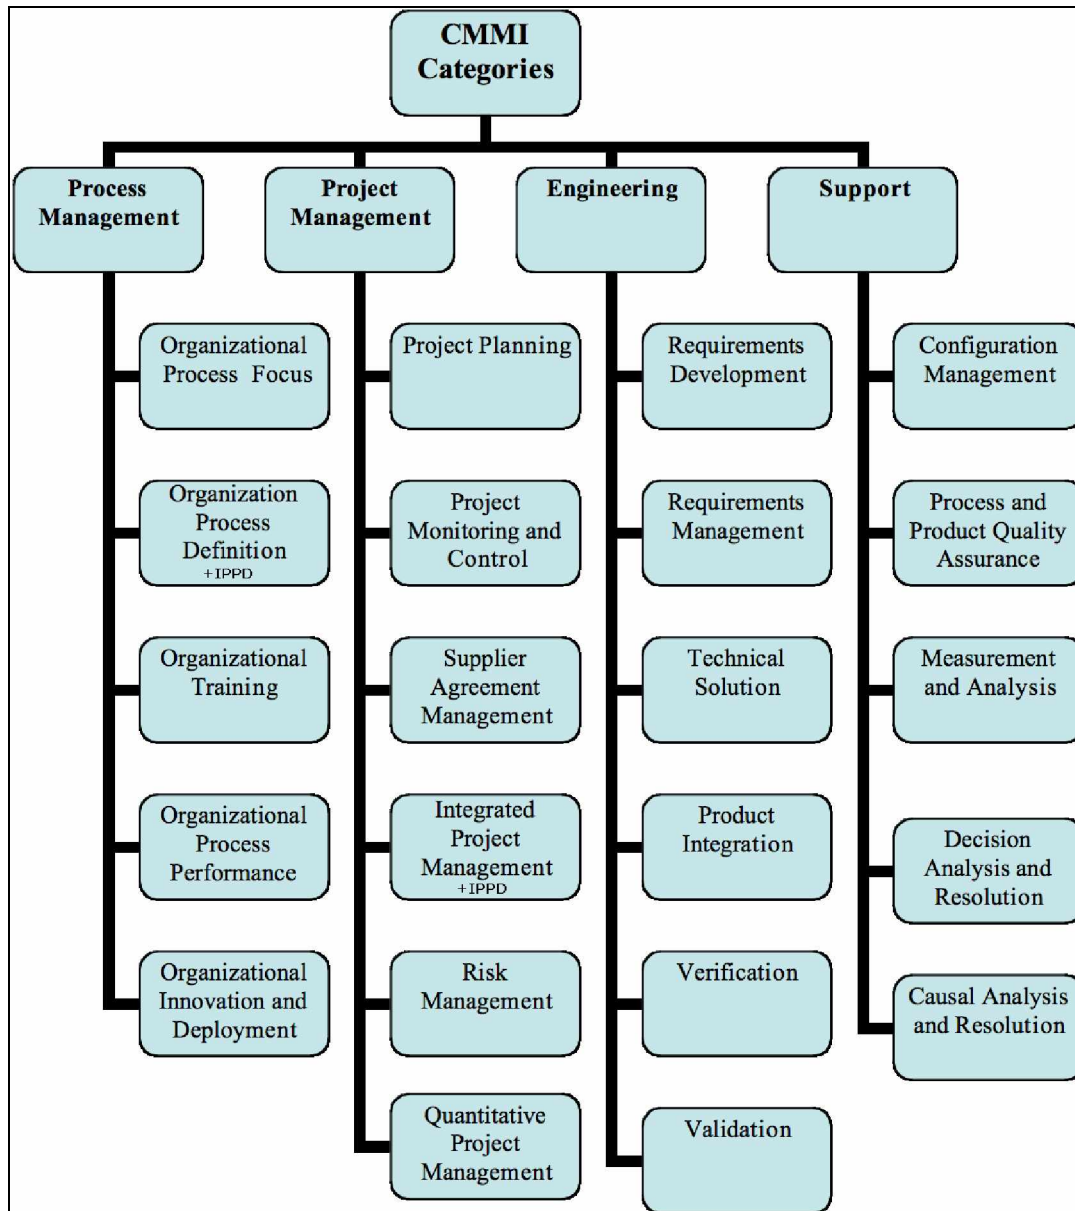 CMMI
Categories
Process
Management
Project
Management
Engineering
Support
Organizational
Process Focus
Organization
Process
Definition
+IPPD
Organizational
Training
Organizational
Process
Performance
Organizational
Innovation and
Deployment
Project Planning
Project
Monitoring and
Control
Supplier
Agreement
Management
Integrated
Project
Management
+IPPD
Risk
Management
Quantitative
Project
Management
Requirements
Development
Requirements
Management
Technical
Solution
Product
Integration
Verification
Validation
Configuration
Management
Process and
Product Quality
Assurance
Measurement
and Analysis
Decision
Analysis and
Resolution
Causal Analysis
and Resolution